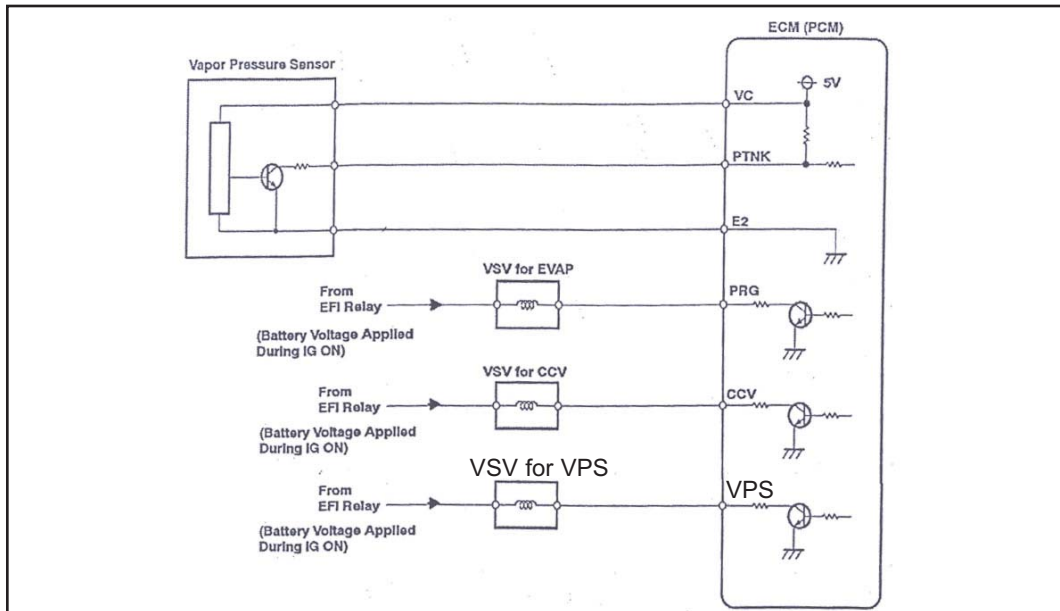 ECM (PCM)
Vapor Pressure Sensor
5V
VC
PTNK
E2
VSV for EVAP
From
EFI Relay
PRG
(Battery Voltage Applied
During IG ON)
VSV for CCV
From
EFI Relay
CCV
(Battery Voltage Applied
During IG ON)
VSV for VPS
From
EFI Relay
VPS
(Battery Voltage Applied
During IG ON)